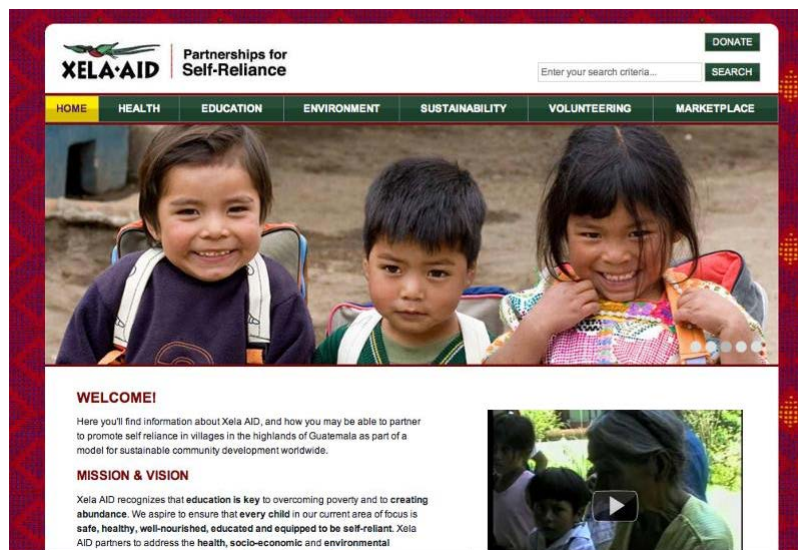 DONATE
XELA·AID
Partnerships for
Self-Reliance
Enter your search criteria...
SEARCH
HOME HEALTH EDUCATION ENVIRONMENT SUSTAINABILITY VOLUNTEERING MARKETPLACE
WELCOME!
Here you'll find information about Xela AID, and how you may be able to partner
to promote self reliance in villages in the highlands of Guatemala as part of a
model for sustainable community development worldwide.
MISSION & VISION
Xela AID recognizes that education is key to overcoming poverty and to creating
abundance. We aspire to ensure that every child in our current area of focus is
safe, healthy, well-nourished, educated and equipped to be self-reliant. Xela
AID partners to address the health, socio-economic and environmental